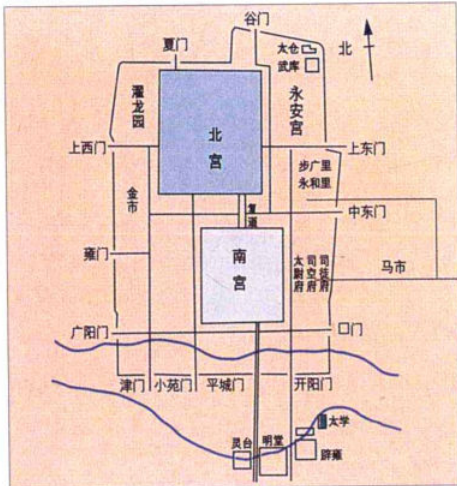 谷门
夏门
太仓
武库
北
濯龙园
永安宫
北宫
上西门
上东门
步广里
永和里
金市
复道
中东门
南宫
雍门
太尉府
司空府
司徒府
马市
广阳门
口门
津门
小苑门
平城门
开阳门
太学
灵台
明堂
辟雍